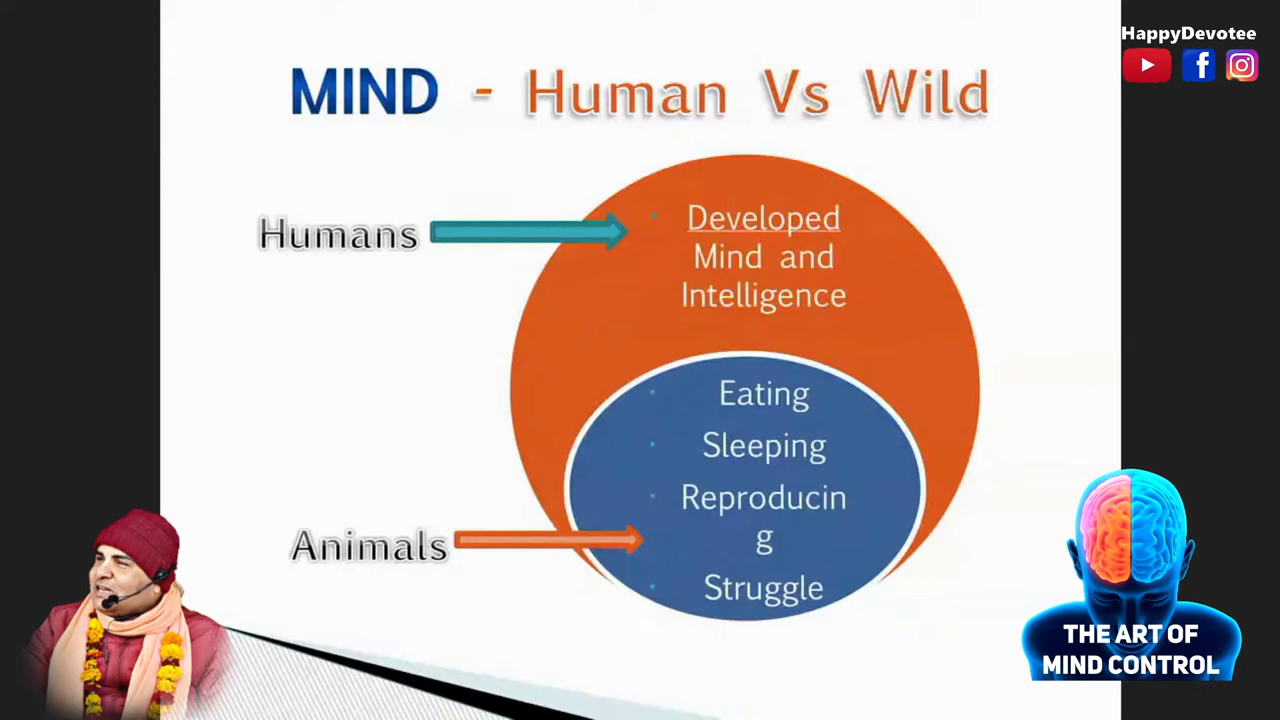 HappyDevotee
MIND - Human Vs Wild
Humans
Developed
Mind and
Intelligence
Eating
Sleeping
Reproducin
g
Struggle
Animals
THE ART OF
MIND CONTROL